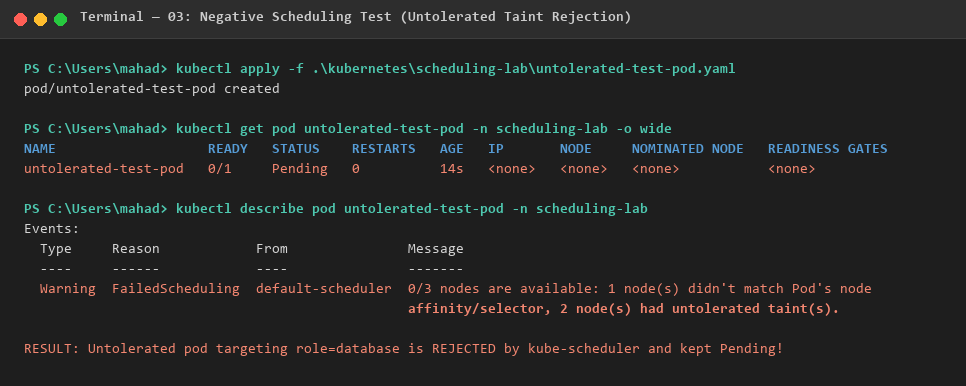 Terminal — 03: Negative Scheduling Test (Untolerated Taint Rejection)
PS C:\Users\mahad> kubectl apply -f .\kubernetes\scheduling-lab\untolerated-test-pod.yaml
pod/untolerated-test-pod created
PS C:\Users\mahad> kubectl get pod untolerated-test-pod -n scheduling-lab -o wide
NAME                   READY   STATUS    RESTARTS   AGE   IP       NODE     NOMINATED NODE   READINESS GATES
untolerated-test-pod   0/1     Pending   0          14s   <none>   <none>   <none>           <none>
PS C:\Users\mahad> kubectl describe pod untolerated-test-pod -n scheduling-lab
Events:
  Type     Reason            From               Message
  ----     ------            ----               -------
  Warning  FailedScheduling  default-scheduler  0/3 nodes are available: 1 node(s) didn't match Pod's node
                                                affinity/selector, 2 node(s) had untolerated taint(s).
RESULT: Untolerated pod targeting role=database is REJECTED by kube-scheduler and kept Pending!